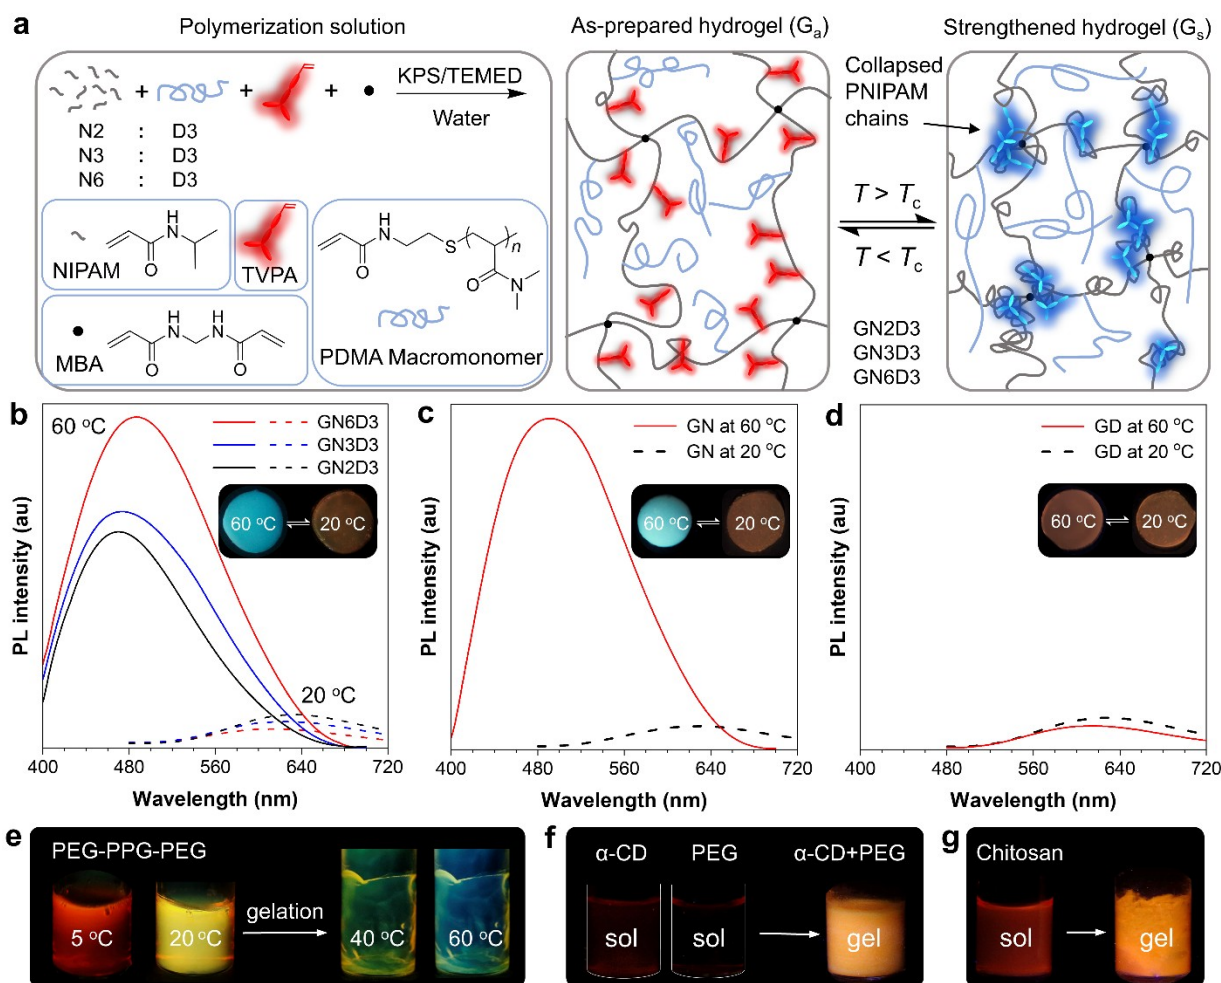 a
Polymerization solution
As-prepared hydrogel (Gₐ)
Strengthened hydrogel (Gₛ)
+ + +
KPS/TEMED
Water
N2 : D3
N3 : D3
N6 : D3
NIPAM
H
N
O
TVPA
TVPA
MBA
O
H
N
H
N
O
O
H
N
S
n
O
N
PDMA Macromonomer
T > T꜀
T < T꜀
GN2D3
GN3D3
GN6D3
Collapsed
PNIPAM
chains
b
60 °C
GN6D3
GN3D3
GN2D3
60 °C
20 °C
20 °C
PL intensity (au)
400 480 560 640 720
Wavelength (nm)
c
GN at 60 °C
GN at 20 °C
60 °C
20 °C
PL intensity (au)
400 480 560 640 720
Wavelength (nm)
d
GD at 60 °C
GD at 20 °C
60 °C
20 °C
PL intensity (au)
400 480 560 640 720
Wavelength (nm)
e
PEG-PPG-PEG
5 °C
20 °C
gelation
40 °C
60 °C
f
α-CD
PEG
α-CD+PEG
sol
sol
gel
g
Chitosan
sol
gel